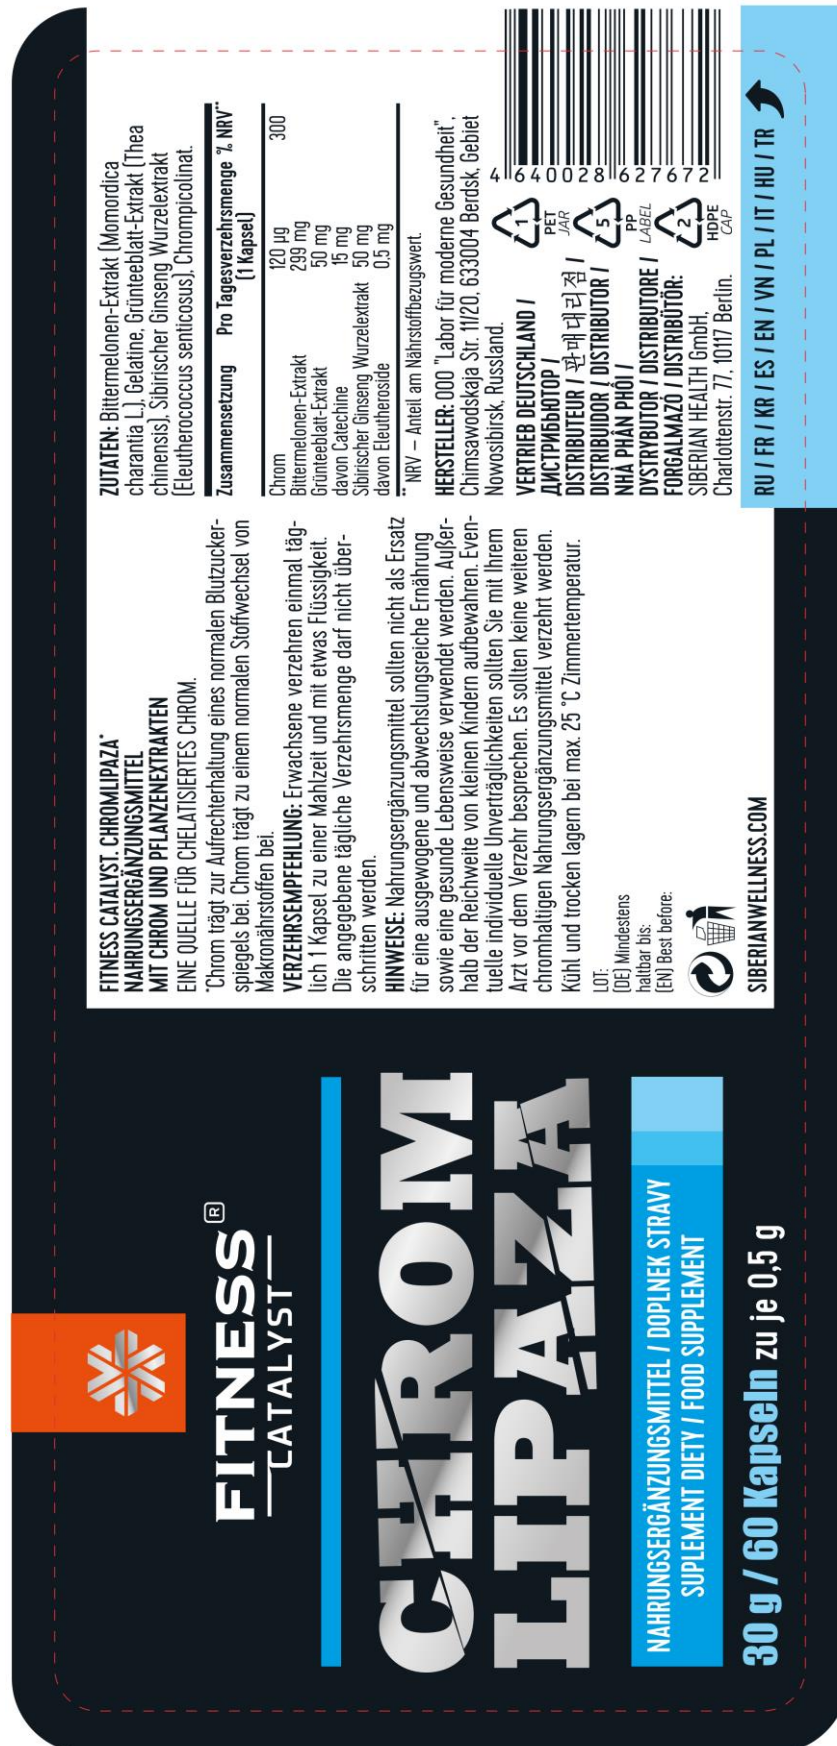 FITNESS®
CATALYST
CHROM
LIPAZA
NAHRUNGSERGÄNZUNGSMITTEL / DOPLNEK STRAVY
SUPLEMENT DIETY / FOOD SUPPLEMENT
30 g / 60 Kapseln zu je 0,5 g
FITNESS CATALYST. CHROMLIPAZA*
NAHRUNGSERGÄNZUNGSMITTEL
MIT CHROM UND PFLANZENEXTRAKTEN
EINE QUELLE FÜR CHELATISIERTES CHROM.
*Chrom trägt zur Aufrechterhaltung eines normalen Blutzucker-
spiegels bei. Chrom trägt zu einem normalen Stoffwechsel von
Makronährstoffen bei.
VERZEHRSEMPFEHLUNG: Erwachsene verzehren einmal täg-
lich 1 Kapsel zu einer Mahlzeit und mit etwas Flüssigkeit.
Die angegebene tägliche Verzehrsmenge darf nicht über-
schritten werden.
HINWEISE: Nahrungsergänzungsmittel sollten nicht als Ersatz
für eine ausgewogene und abwechslungsreiche Ernährung
sowie eine gesunde Lebensweise verwendet werden. Außer-
halb der Reichweite von kleinen Kindern aufbewahren. Even-
tuelle individuelle Unverträglichkeiten sollten Sie mit Ihrem
Arzt vor dem Verzehr besprechen. Es sollten keine weiteren
chromhaltigen Nahrungsergänzungsmittel verzehrt werden.
Kühl und trocken lagern bei max. 25 °C Zimmertemperatur.
LOT:
(DE) Mindestens
haltbar bis:
(EN) Best before:
SIBERIANWELLNESS.COM
ZUTATEN: Bittermelonen-Extrakt (Momordica
charantia L.), Gelatine, Grünteeblatt-Extrakt (Thea
chinensis), Sibirischer Ginseng Wurzelextrakt
(Eleutherococcus senticosus), Chrompicolinat.
Zusammensetzung Pro Tagesverzehrsmenge % NRV**
(1 Kapsel)
Chrom 120 µg 300
Bittermelonen-Extrakt 299 mg
Grünteeblatt-Extrakt 50 mg
davon Catechine 15 mg
Sibirischer Ginseng Wurzelextrakt 50 mg
davon Eleutheroside 0,5 mg
** NRV – Anteil am Nährstoffbezugswert.
HERSTELLER: OOO "Labor für moderne Gesundheit",
Chimsawodskaja Str. 11/20, 633004 Berdsk, Gebiet
Nowosibirsk, Russland.
VERTRIEB DEUTSCHLAND /
ДИСТРИБЬЮТОР /
DISTRIBUTEUR / 판매대리점 /
DISTRIBUIDOR / DISTRIBUTOR /
NHÀ PHÂN PHỐI /
DYSTRYBUTOR / DISTRIBUTORE /
FORGALMAZÓ / DISTRIBÜTÖR:
SIBERIAN HEALTH GmbH,
Charlottenstr. 77, 10117 Berlin.
1
PET
JAR
5
PP
LABEL
2
HDPE
CAP
4 640028 627672
RU / FR / KR / ES / EN / VN / PL / IT / HU / TR